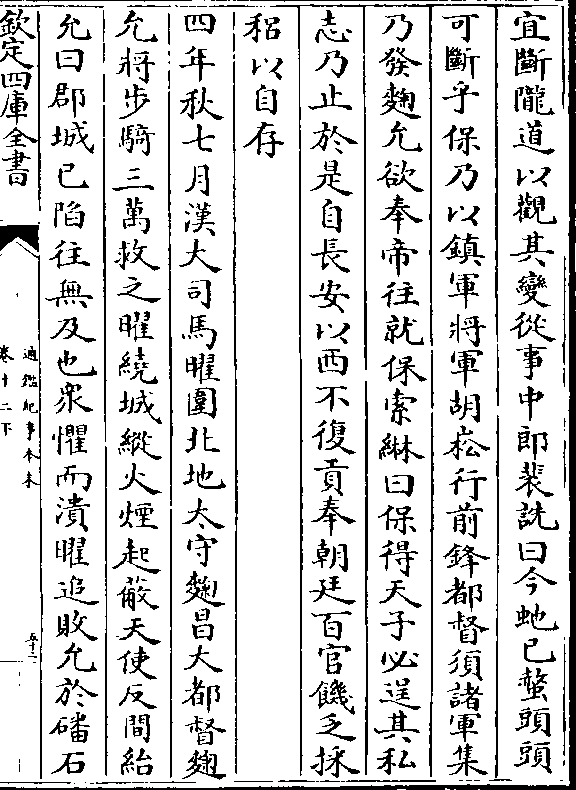 宜斷隴道以觀其變從事中郎裴詵曰今虵已螫頭頭
可斷乎保乃以鎮軍將軍胡崧行前鋒都督須諸軍集
乃發麴允欲奉帝往就保索綝曰保得天子必逞其私
志乃止於是自長安以西不復貢奉朝廷百官饑乏採
稆以自存
四年秋七月漢大司馬曜圍北地太守麴昌大都督麴
允將步騎三萬救之曜繞城縱火煙起蔽天使反間紿
允曰郡城已陷往無及也衆懼而潰曜追敗允於磻石
欽定四庫全書
通鑑紀事本末
卷十二下
五十二